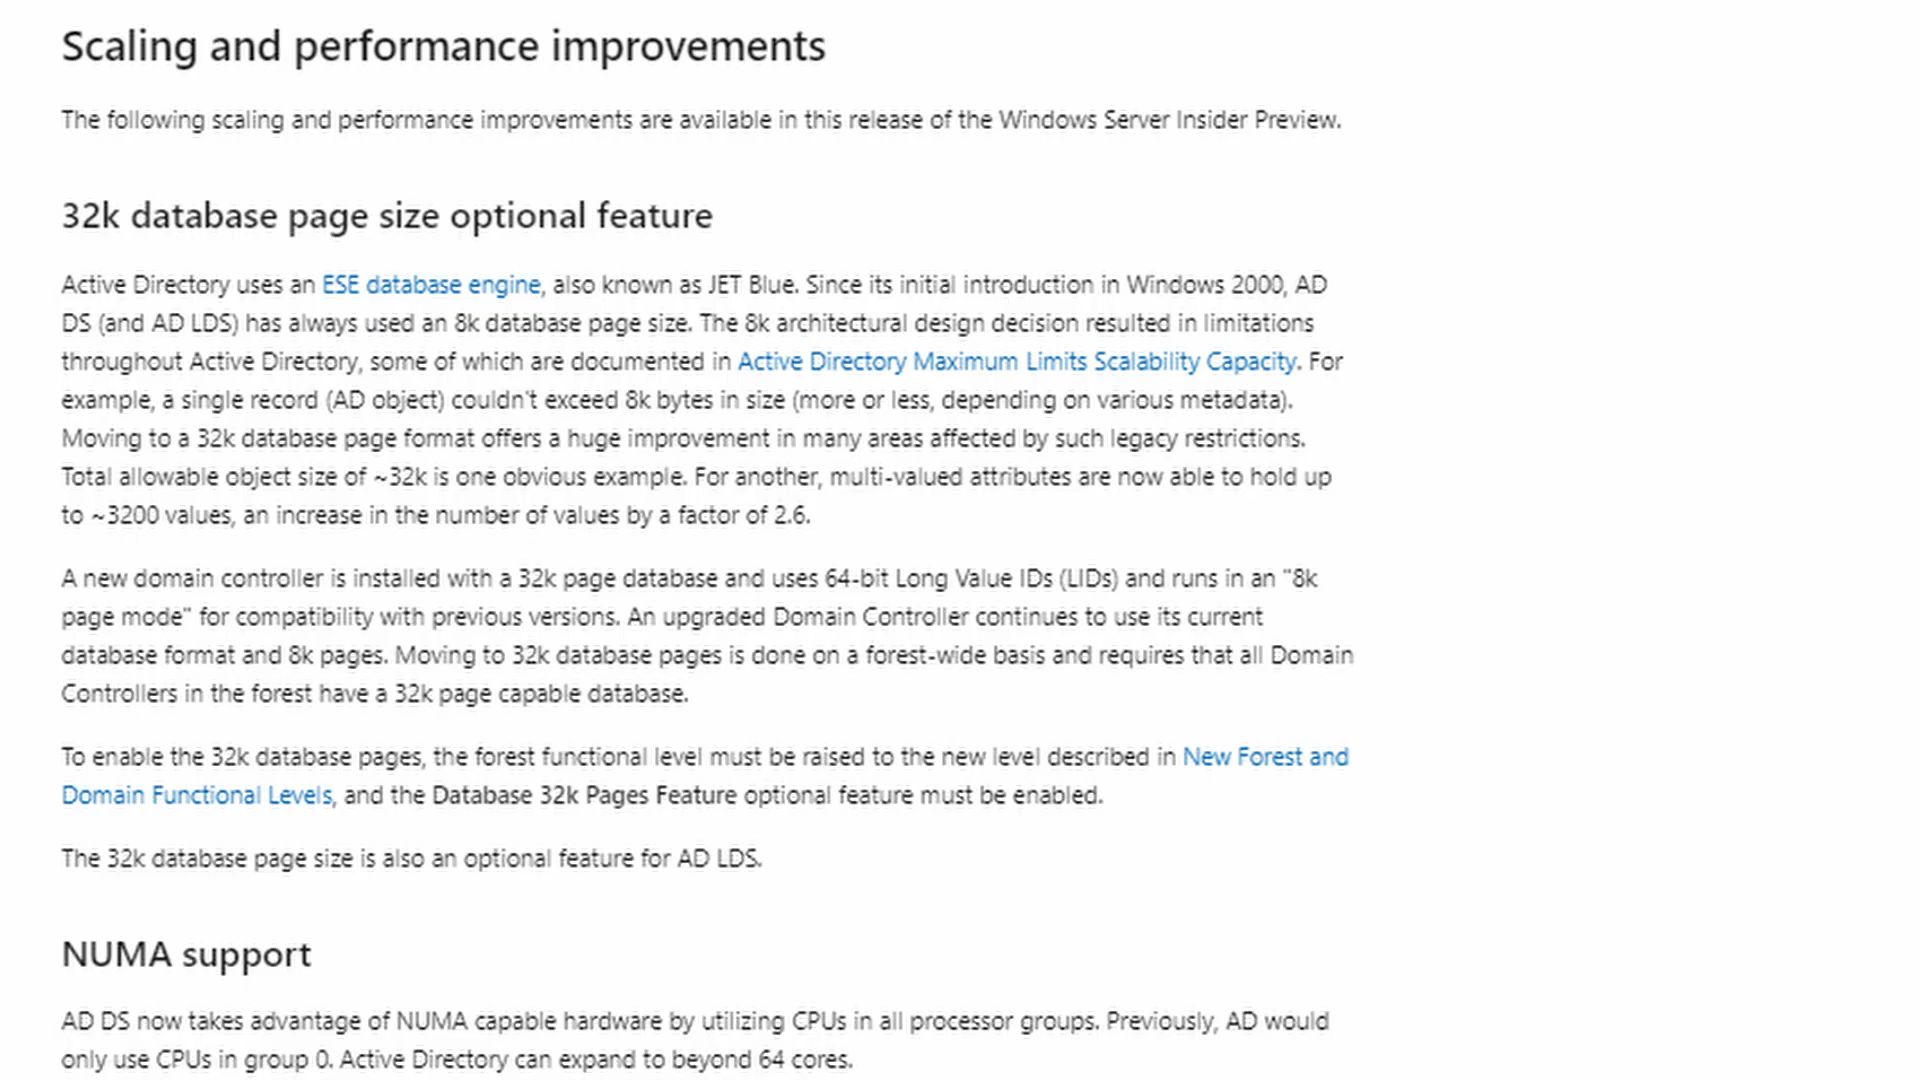 Scaling and performance improvements
The following scaling and performance improvements are available in this release of the Windows Server Insider Preview.
32k database page size optional feature
Active Directory uses an ESE database engine, also known as JET Blue. Since its initial introduction in Windows 2000, AD
DS (and AD LDS) has always used an 8k database page size. The 8k architectural design decision resulted in limitations
throughout Active Directory, some of which are documented in Active Directory Maximum Limits Scalability Capacity. For
example, a single record (AD object) couldn't exceed 8k bytes in size (more or less, depending on various metadata).
Moving to a 32k database page format offers a huge improvement in many areas affected by such legacy restrictions.
Total allowable object size of ~32k is one obvious example. For another, multi-valued attributes are now able to hold up
to ~3200 values, an increase in the number of values by a factor of 2.6.
A new domain controller is installed with a 32k page database and uses 64-bit Long Value IDs (LIDs) and runs in an "8k
page mode" for compatibility with previous versions. An upgraded Domain Controller continues to use its current
database format and 8k pages. Moving to 32k database pages is done on a forest-wide basis and requires that all Domain
Controllers in the forest have a 32k page capable database.
To enable the 32k database pages, the forest functional level must be raised to the new level described in New Forest and
Domain Functional Levels, and the Database 32k Pages Feature optional feature must be enabled.
The 32k database page size is also an optional feature for AD LDS.
NUMA support
AD DS now takes advantage of NUMA capable hardware by utilizing CPUs in all processor groups. Previously, AD would
only use CPUs in group 0. Active Directory can expand to beyond 64 cores.